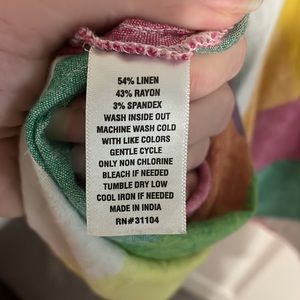 54% LINEN
43% RAYON
3% SPANDEX
WASH INSIDE OUT
MACHINE WASH COLD
WITH LIKE COLORS
GENTLE CYCLE
ONLY NON CHLORINE
BLEACH IF NEEDED
TUMBLE DRY LOW
COOL IRON IF NEEDED
MADE IN INDIA
RN#31104